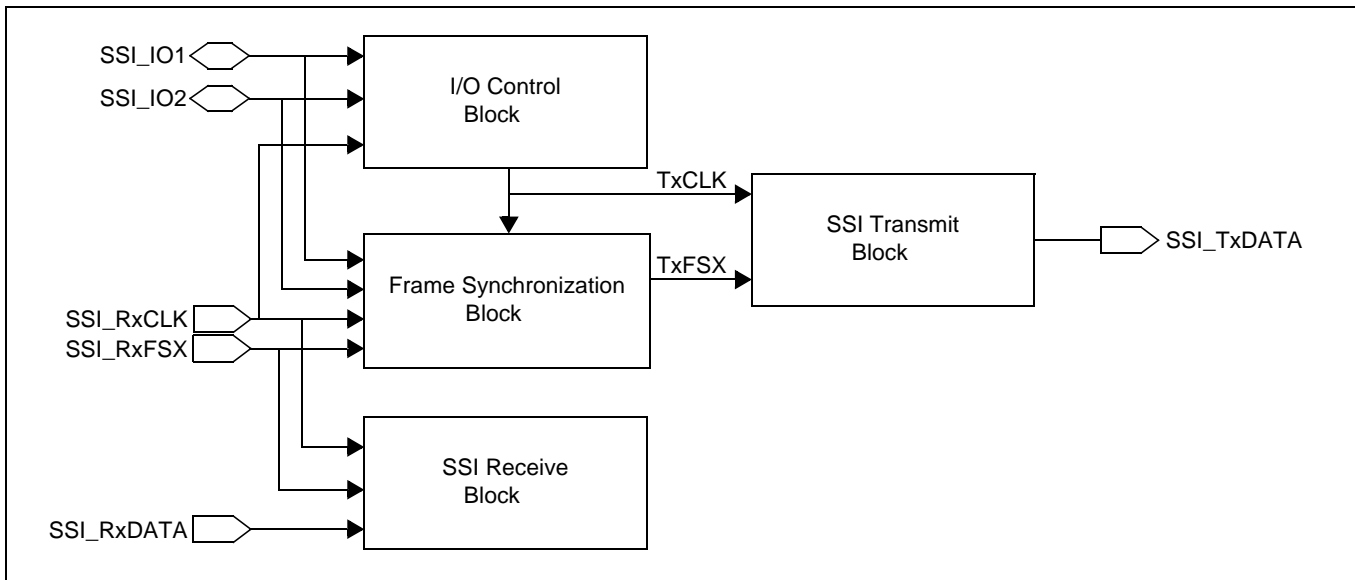 SSI_IO1
SSI_IO2
I/O Control
Block
TxCLK
SSI Transmit
Block
SSI_TxDATA
TxFSX
Frame Synchronization
Block
SSI_RxCLK
SSI_RxFSX
SSI Receive
Block
SSI_RxDATA